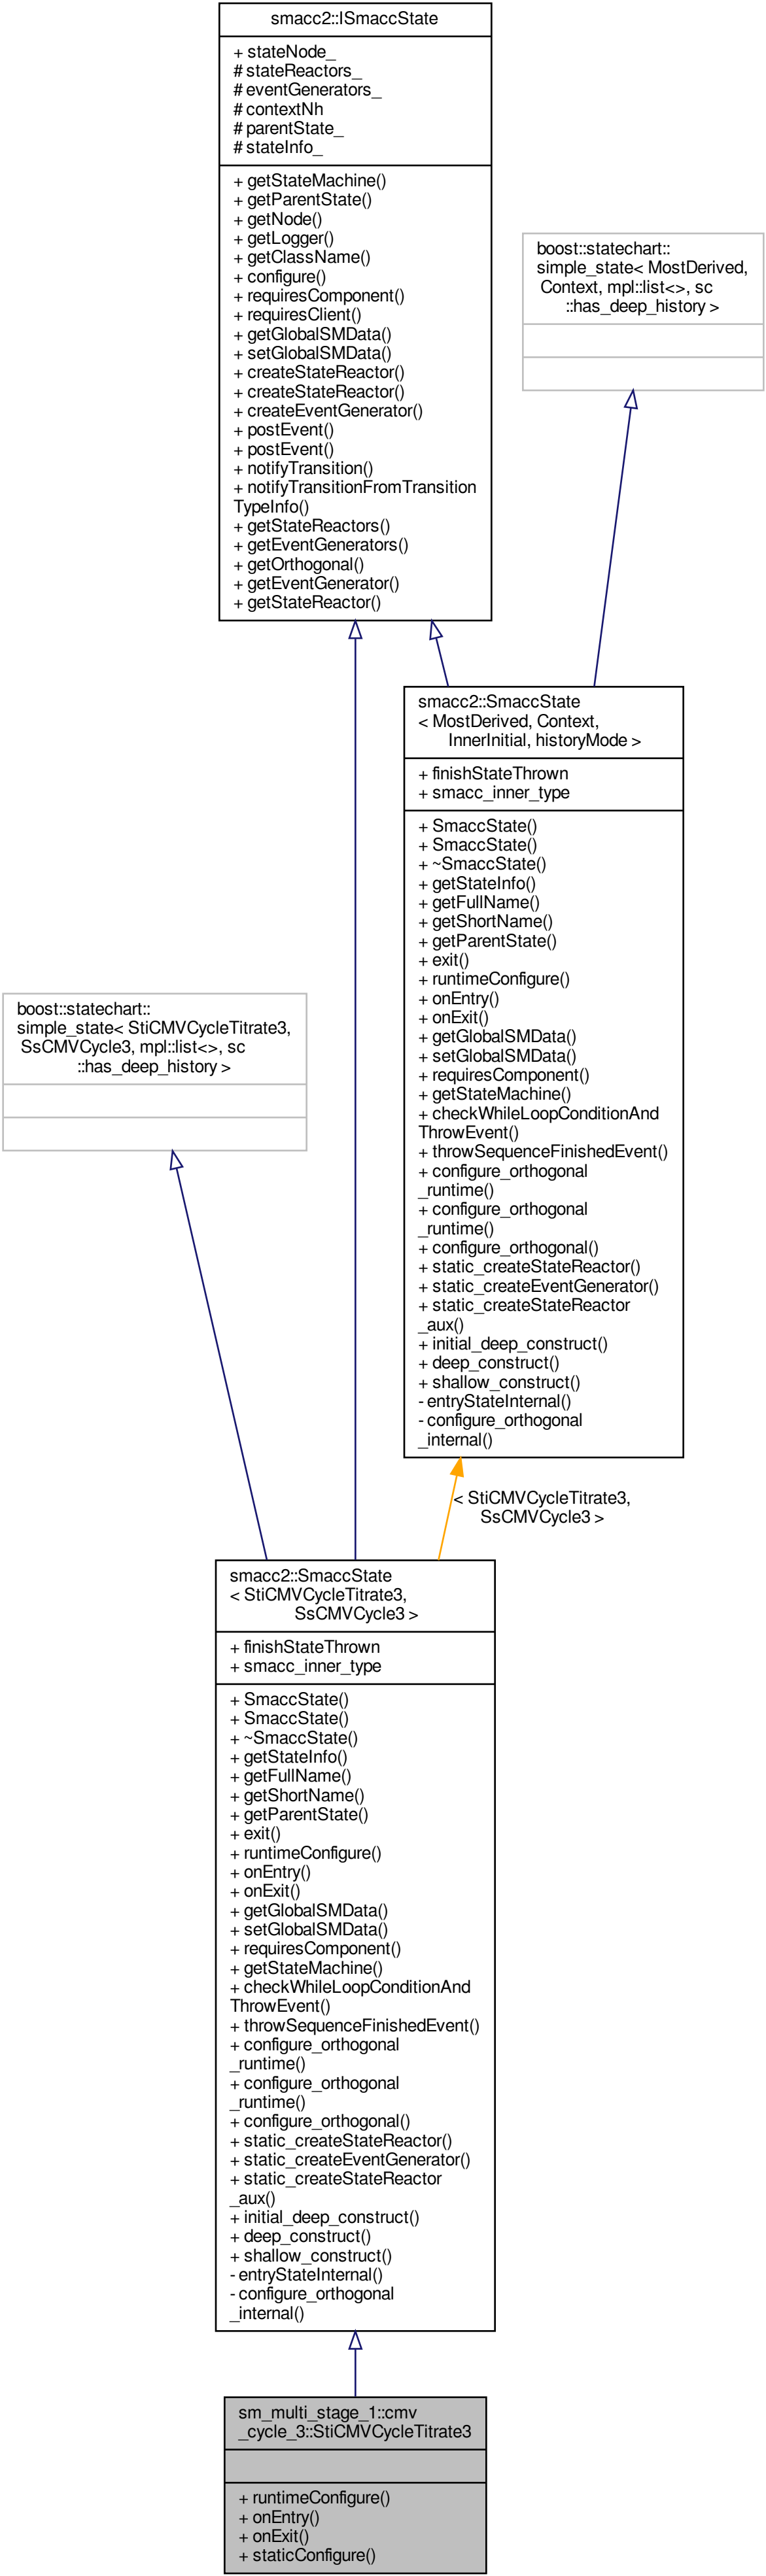 smacc2::ISmaccState
+ stateNode_
# stateReactors_
# eventGenerators_
# contextNh
# parentState_
# stateInfo_
+ getStateMachine()
+ getParentState()
+ getNode()
+ getLogger()
+ getClassName()
+ configure()
+ requiresComponent()
+ requiresClient()
+ getGlobalSMData()
+ setGlobalSMData()
+ createStateReactor()
+ createStateReactor()
+ createEventGenerator()
+ postEvent()
+ postEvent()
+ notifyTransition()
+ notifyTransitionFromTransition
TypeInfo()
+ getStateReactors()
+ getEventGenerators()
+ getOrthogonal()
+ getEventGenerator()
+ getStateReactor()
boost::statechart::
simple_state< MostDerived,
Context, mpl::list<>, sc
::has_deep_history >
smacc2::SmaccState
< MostDerived, Context,
InnerInitial, historyMode >
+ finishStateThrown
+ smacc_inner_type
+ SmaccState()
+ SmaccState()
+ ~SmaccState()
+ getStateInfo()
+ getFullName()
+ getShortName()
+ getParentState()
+ exit()
+ runtimeConfigure()
+ onEntry()
+ onExit()
+ getGlobalSMData()
+ setGlobalSMData()
+ requiresComponent()
+ getStateMachine()
+ checkWhileLoopConditionAnd
ThrowEvent()
+ throwSequenceFinishedEvent()
+ configure_orthogonal
_runtime()
+ configure_orthogonal
_runtime()
+ configure_orthogonal()
+ static_createStateReactor()
+ static_createEventGenerator()
+ static_createStateReactor
_aux()
+ initial_deep_construct()
+ deep_construct()
+ shallow_construct()
- entryStateInternal()
- configure_orthogonal
_internal()
boost::statechart::
simple_state< StiCMVCycleTitrate3,
SsCMVCycle3, mpl::list<>, sc
::has_deep_history >
< StiCMVCycleTitrate3,
SsCMVCycle3 >
smacc2::SmaccState
< StiCMVCycleTitrate3,
SsCMVCycle3 >
+ finishStateThrown
+ smacc_inner_type
+ SmaccState()
+ SmaccState()
+ ~SmaccState()
+ getStateInfo()
+ getFullName()
+ getShortName()
+ getParentState()
+ exit()
+ runtimeConfigure()
+ onEntry()
+ onExit()
+ getGlobalSMData()
+ setGlobalSMData()
+ requiresComponent()
+ getStateMachine()
+ checkWhileLoopConditionAnd
ThrowEvent()
+ throwSequenceFinishedEvent()
+ configure_orthogonal
_runtime()
+ configure_orthogonal
_runtime()
+ configure_orthogonal()
+ static_createStateReactor()
+ static_createEventGenerator()
+ static_createStateReactor
_aux()
+ initial_deep_construct()
+ deep_construct()
+ shallow_construct()
- entryStateInternal()
- configure_orthogonal
_internal()
sm_multi_stage_1::cmv
_cycle_3::StiCMVCycleTitrate3
+ runtimeConfigure()
+ onEntry()
+ onExit()
+ staticConfigure()